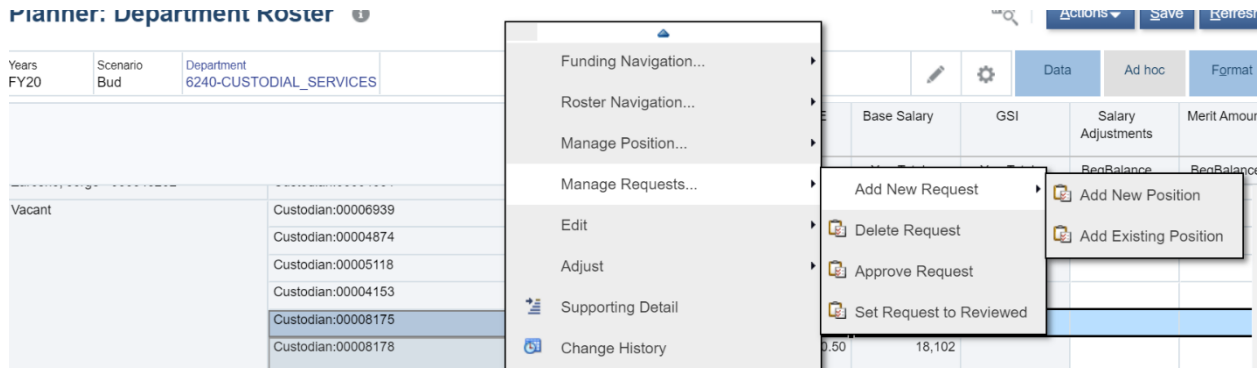 Planner: Department Roster
Actions Save Refresh
Years Scenario Department
FY20 Bud 6240-CUSTODIAL_SERVICES
Data Ad hoc Format
Funding Navigation...
Roster Navigation...
Manage Position...
Manage Requests...
Edit
Adjust
Supporting Detail
Change History
Base Salary GSI Salary Adjustments Merit Amoun
BegBalance BegBalance
Add New Request
Delete Request
Approve Request
Set Request to Reviewed
Add New Position
Add Existing Position
Vacant Custodian:00006939
Custodian:00004874
Custodian:00005118
Custodian:00004153
Custodian:00008175
Custodian:00008178 0.50 18,102